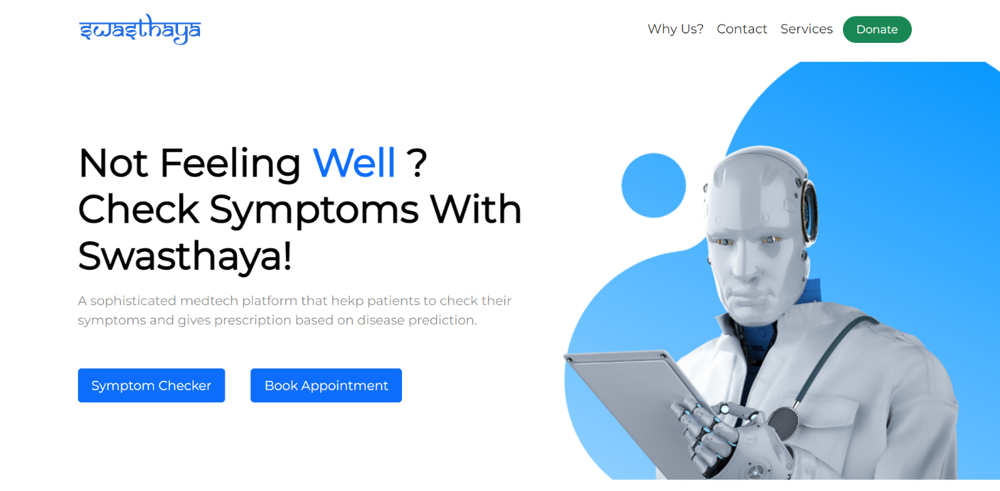 swasthaya
Why Us? Contact Services Donate
Not Feeling Well ?
Check Symptoms With
Swasthaya!
A sophisticated medtech platform that hekp patients to check their
symptoms and gives prescription based on disease prediction.
Symptom Checker Book Appointment